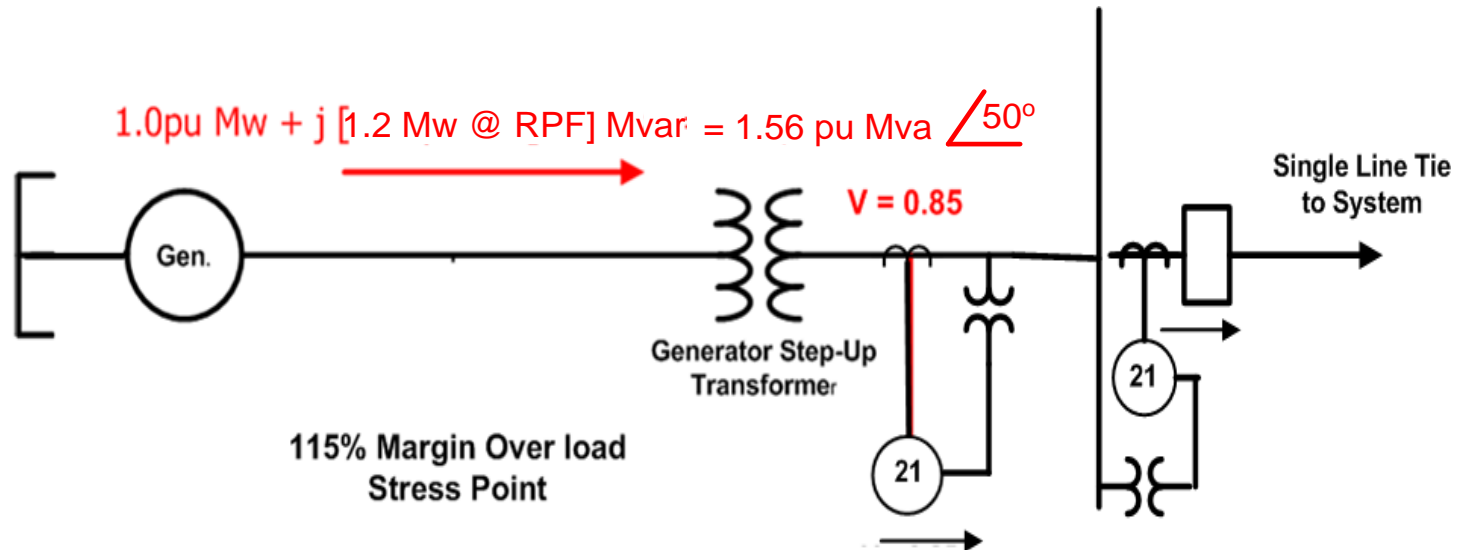 1.0pu Mw + j [1.2 Mw @ RPF] Mvar = 1.56 pu Mva ∠50º
V = 0.85
Single Line Tie
to System
Gen.
Generator Step-Up
Transformer
21
115% Margin Over load
Stress Point
21